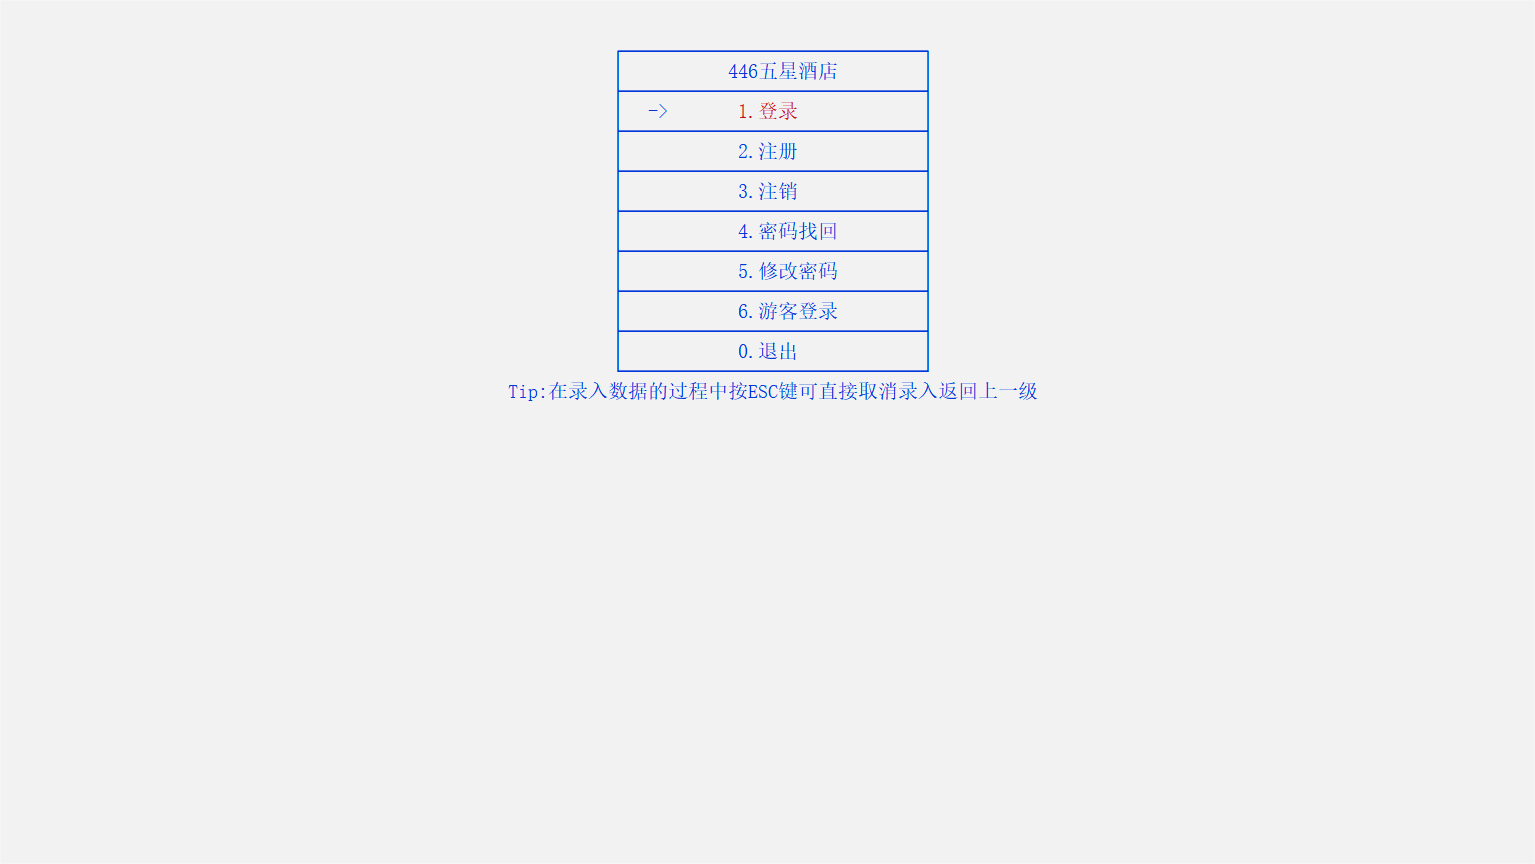 446五星酒店
-> 1.登录
2.注册
3.注销
4.密码找回
5.修改密码
6.游客登录
0.退出
Tip:在录入数据的过程中按ESC键可直接取消录入返回上一级